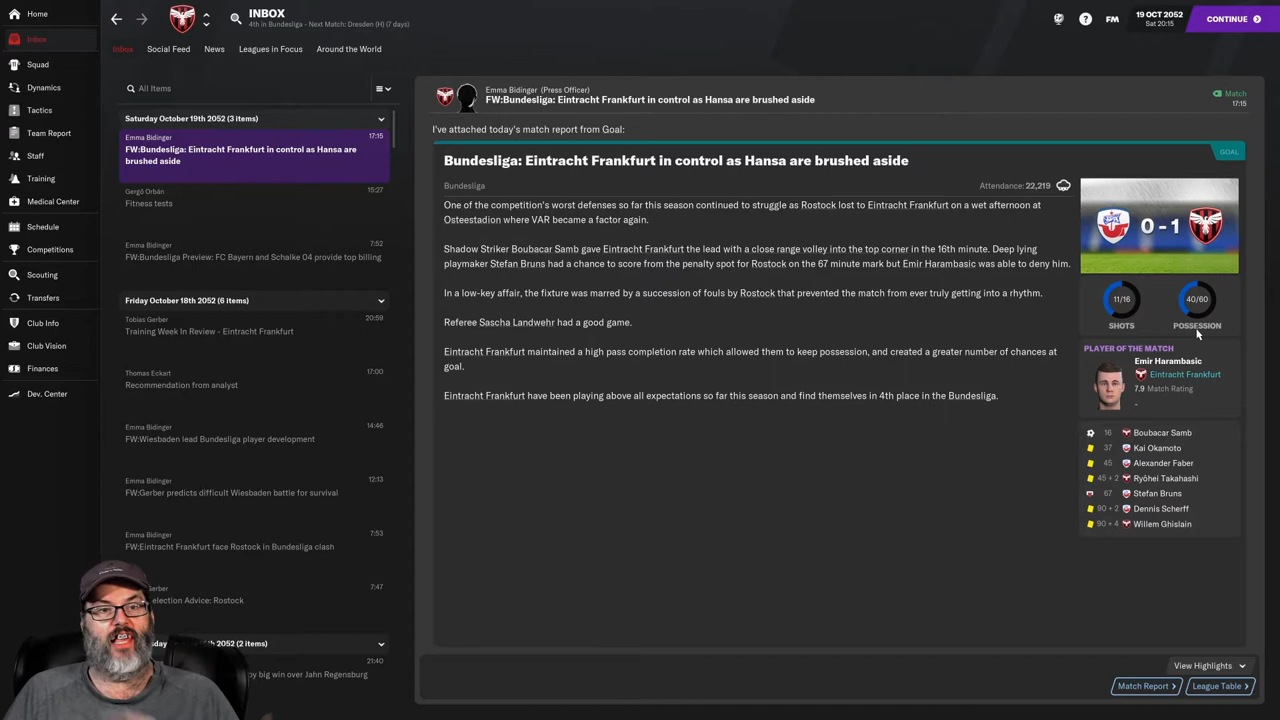 Home
Inbox
Squad
Dynamics
Tactics
Team Report
Staff
Training
Medical Center
Schedule
Competitions
Scouting
Transfers
Club Info
Club Vision
Finances
Dev. Center
INBOX
4th in Bundesliga - Next Match: Dresden (H) (7 days)
FM
19 OCT 2052
Sat 20:15
CONTINUE
Inbox
Social Feed
News
Leagues in Focus
Around the World
All Items
Saturday October 19th 2052 (3 items)
Emma Bidinger 17:15
FW:Bundesliga: Eintracht Frankfurt in control as Hansa are
brushed aside
Gergő Orbán 15:27
Fitness tests
Emma Bidinger 7:52
FW:Bundesliga Preview: FC Bayern and Schalke 04 provide top billing
Friday October 18th 2052 (6 items)
Tobias Gerber 20:59
Training Week In Review - Eintracht Frankfurt
Thomas Eckart 17:00
Recommendation from analyst
Emma Bidinger 14:46
FW:Wiesbaden lead Bundesliga player development
Emma Bidinger 12:13
FW:Gerber predicts difficult Wiesbaden battle for survival
Emma Bidinger 7:53
FW:Eintracht Frankfurt face Rostock in Bundesliga clash
Gerber 7:47
election Advice: Rostock
2052 (2 items)
21:40
by big win over Jahn Regensburg
Emma Bidinger (Press Officer)
FW:Bundesliga: Eintracht Frankfurt in control as Hansa are brushed aside
Match
17:15
I've attached today's match report from Goal:
GOAL
Bundesliga: Eintracht Frankfurt in control as Hansa are brushed aside
Bundesliga
Attendance: 22,219
One of the competition's worst defenses so far this season continued to struggle as Rostock lost to Eintracht Frankfurt on a wet afternoon at
Osteestadion where VAR became a factor again.
Shadow Striker Boubacar Samb gave Eintracht Frankfurt the lead with a close range volley into the top corner in the 16th minute. Deep lying
playmaker Stefan Bruns had a chance to score from the penalty spot for Rostock on the 67 minute mark but Emir Harambasic was able to deny him.
In a low-key affair, the fixture was marred by a succession of fouls by Rostock that prevented the match from ever truly getting into a rhythm.
Referee Sascha Landwehr had a good game.
Eintracht Frankfurt maintained a high pass completion rate which allowed them to keep possession, and created a greater number of chances at
goal.
Eintracht Frankfurt have been playing above all expectations so far this season and find themselves in 4th place in the Bundesliga.
0 - 1
11/16
SHOTS
40/60
POSSESSION
PLAYER OF THE MATCH
Emir Harambasic
Eintracht Frankfurt
7.9 Match Rating
-
16 Boubacar Samb
37 Kai Okamoto
45 Alexander Faber
45 + 2 Ryōhei Takahashi
67 Stefan Bruns
90 + 2 Dennis Scherff
90 + 4 Willem Ghislain
View Highlights
Match Report
League Table